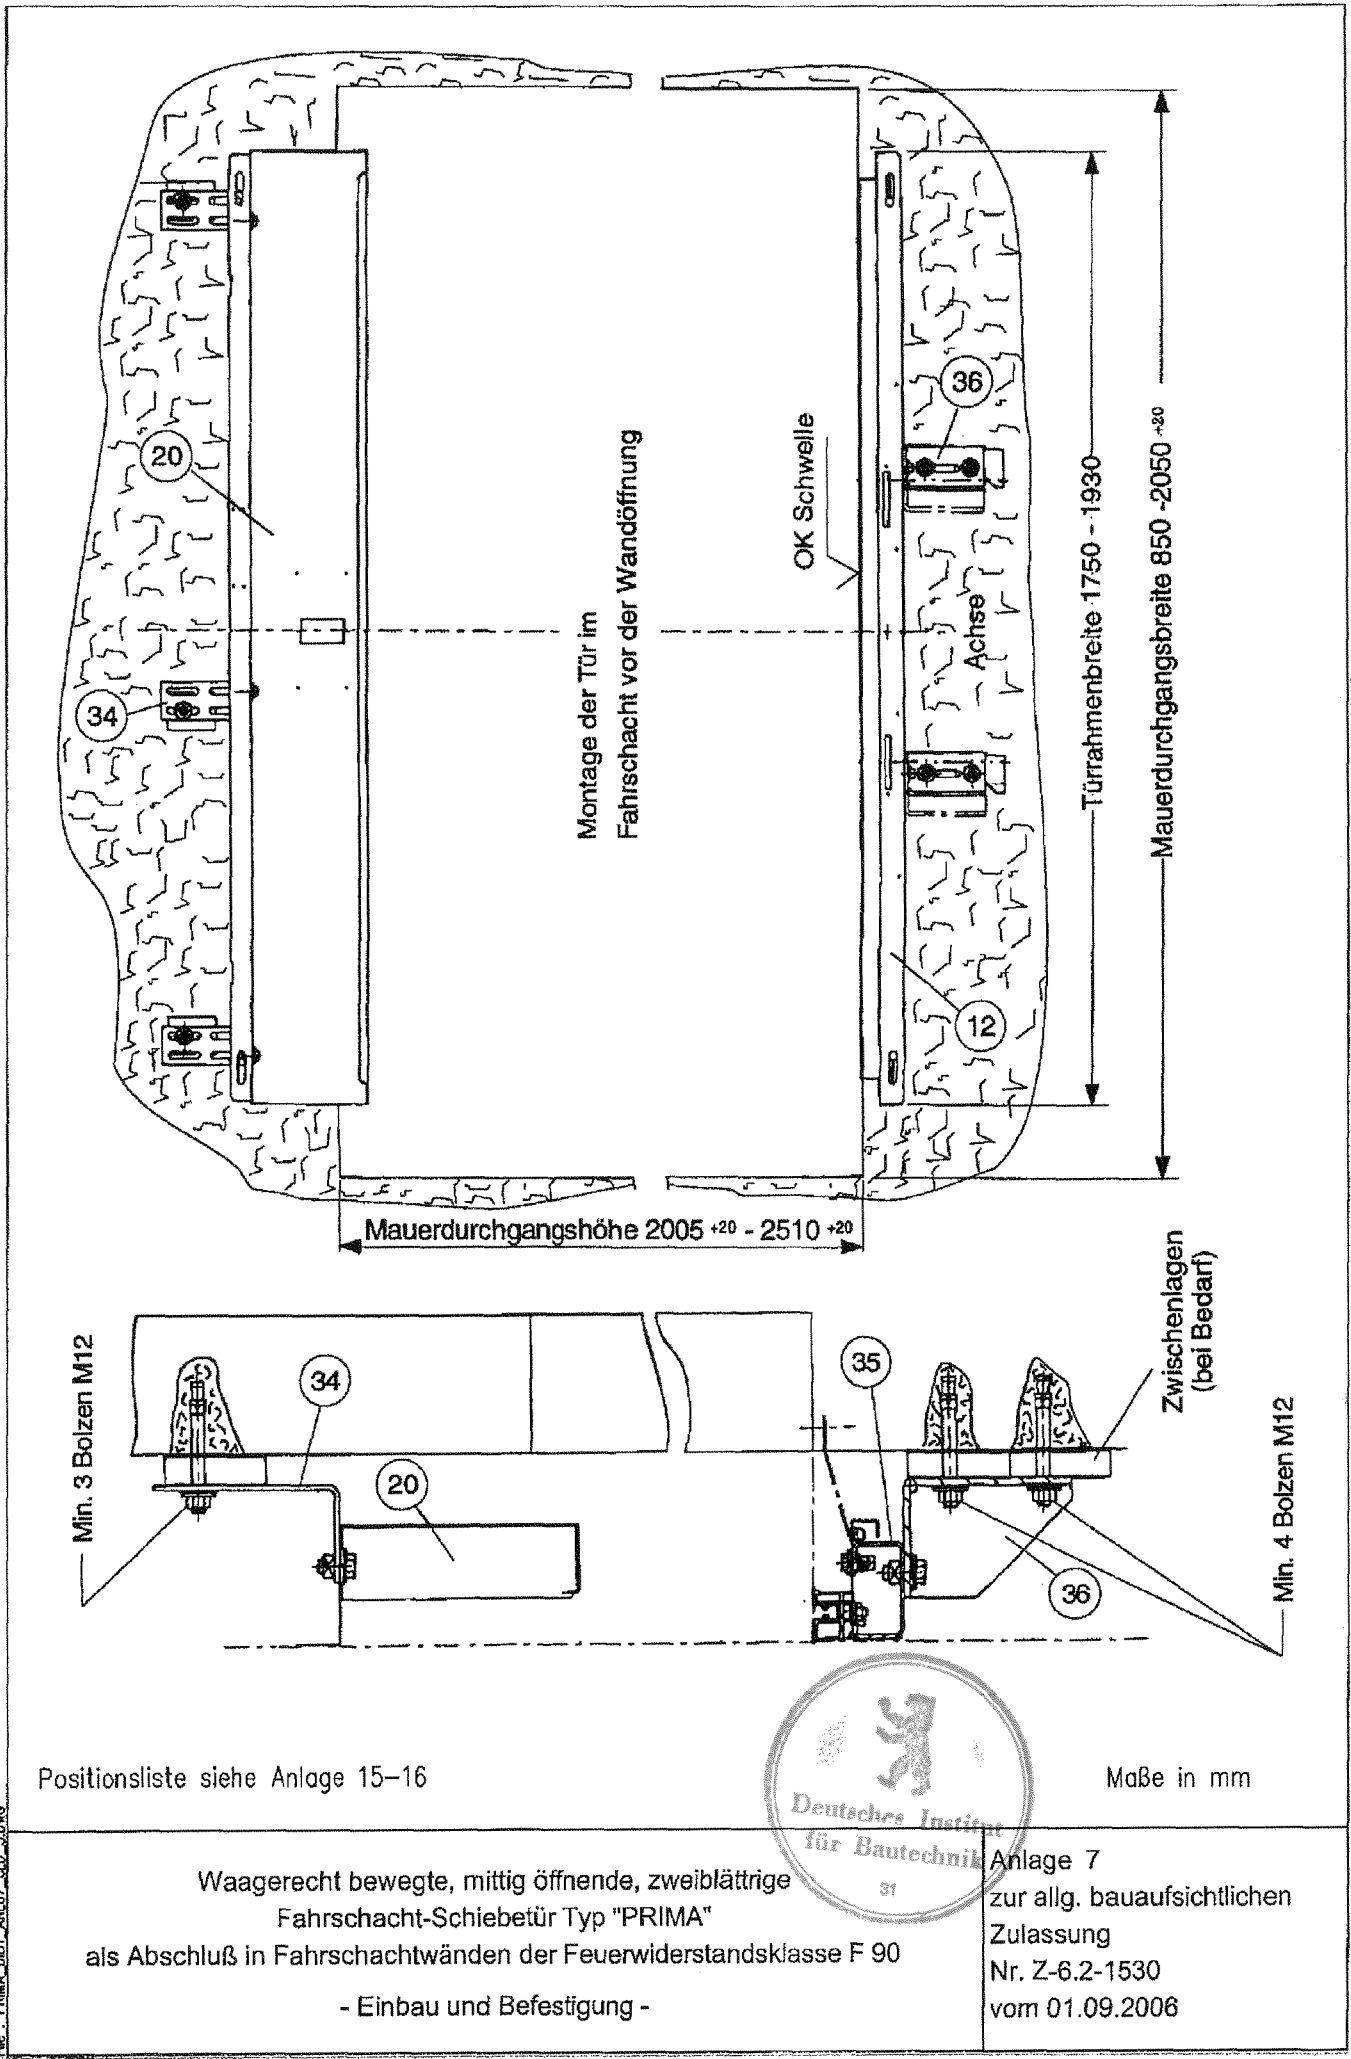 36
20
OK Schwelle
Montage der Tür im
Fahrschacht vor der Wandöffnung
Achse
Türrahmenbreite 1750 - 1930
Mauerdurchgangsbreite 850 -2050 +20
34
12
Mauerdurchgangshöhe 2005 +20 - 2510 +20
Zwischenlagen
(bei Bedarf)
Min. 3 Bolzen M12
34
35
20
36
Min. 4 Bolzen M12
Positionsliste siehe Anlage 15-16
Maße in mm
Deutsches Institut
für Bautechnik
31
Waagerecht bewegte, mittig öffnende, zweiblättrige
Fahrschacht-Schiebetür Typ "PRIMA"
als Abschluß in Fahrschachtwänden der Feuerwiderstandsklasse F 90
- Einbau und Befestigung -
Anlage 7
zur allg. bauaufsichtlichen
Zulassung
Nr. Z-6.2-1530
vom 01.09.2006